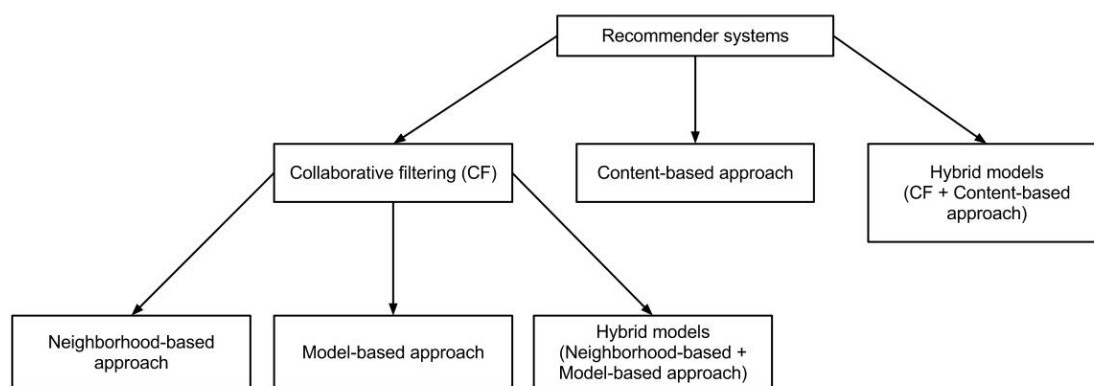 Recommender systems
Collaborative filtering (CF)
Content-based approach
Hybrid models
(CF + Content-based
approach)
Neighborhood-based
approach
Model-based approach
Hybrid models
(Neighborhood-based +
Model-based approach)